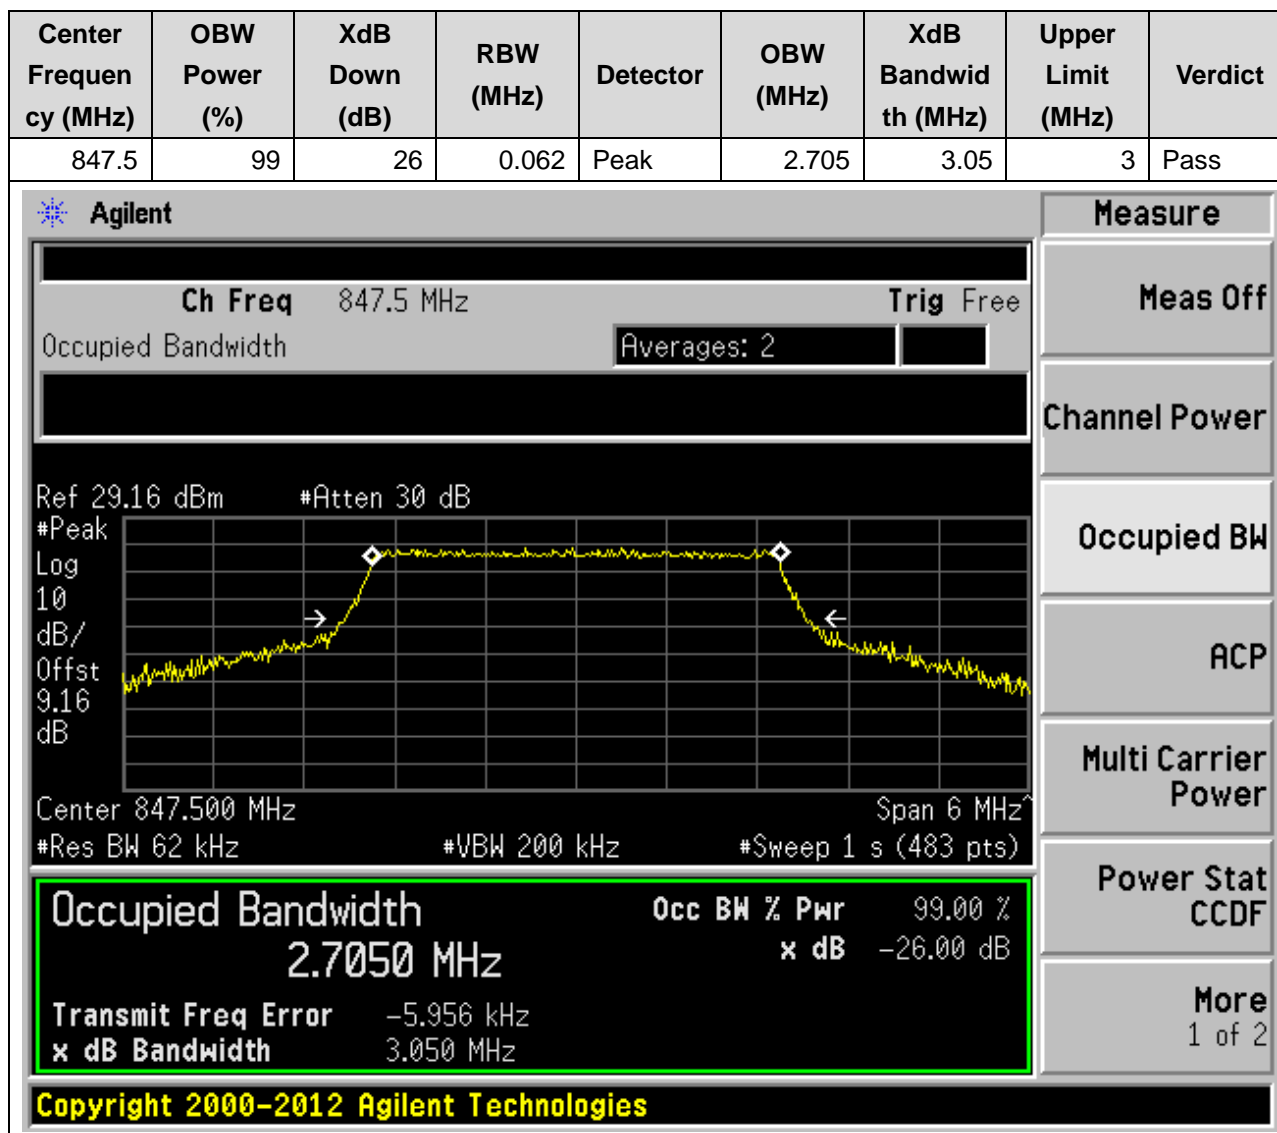 Center Frequen cy (MHz) | OBW Power (%) | XdB Down (dB) | RBW (MHz) | Detector | OBW (MHz) | XdB Bandwid th (MHz) | Upper Limit (MHz) | Verdict
847.5 | 99 | 26 | 0.062 | Peak | 2.705 | 3.05 | 3 | Pass
Agilent
Measure
Ch Freq 847.5 MHz Trig Free
Meas Off
Occupied Bandwidth Averages: 2
Channel Power
Ref 29.16 dBm #Atten 30 dB
#Peak
Log
10
dB/
Offst
9.16
dB
Occupied BW
ACP
Multi Carrier
Power
Center 847.500 MHz Span 6 MHz^
#Res BW 62 kHz #VBW 200 kHz #Sweep 1 s (483 pts)
Power Stat
CCDF
Occupied Bandwidth Occ BW % Pwr 99.00 %
2.7050 MHz x dB -26.00 dB
Transmit Freq Error -5.956 kHz
x dB Bandwidth 3.050 MHz
More
1 of 2
Copyright 2000-2012 Agilent Technologies